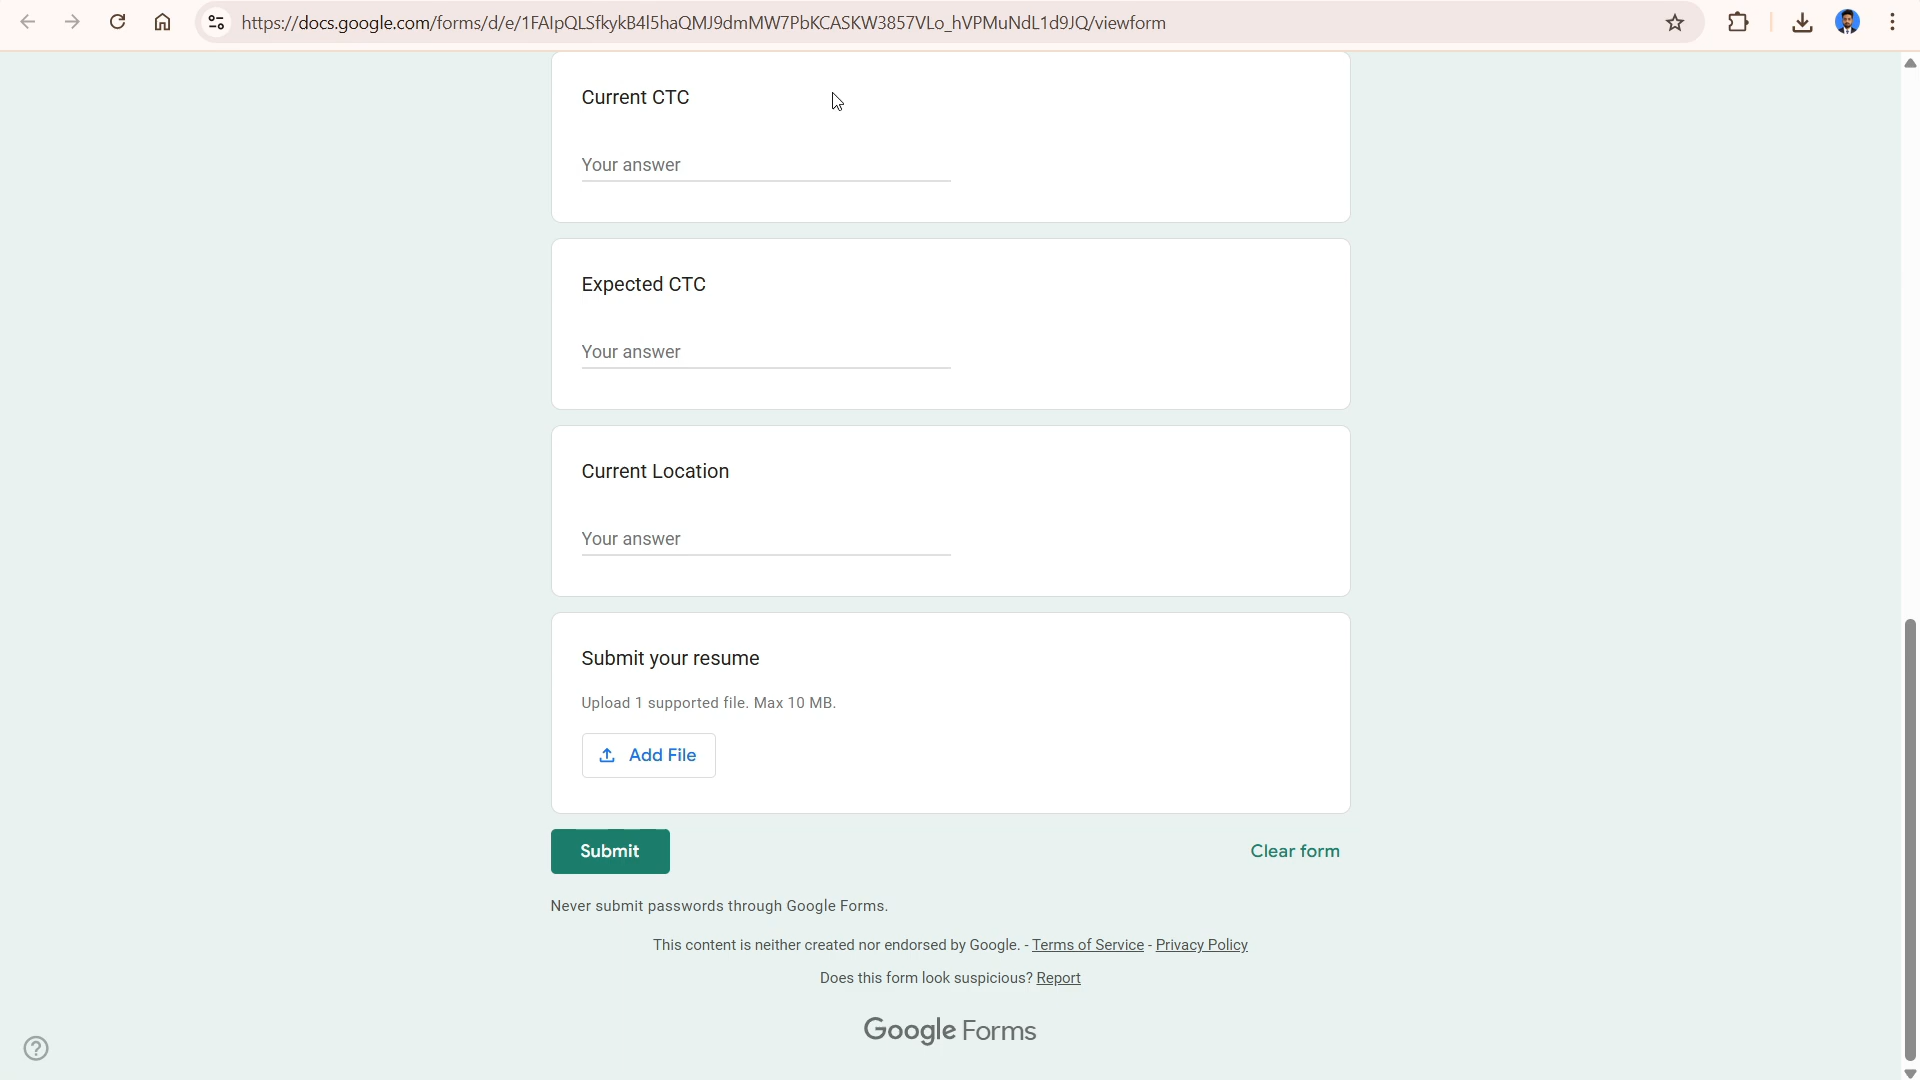 https://docs.google.com/forms/d/e/1FAIpQLSfkykB4l5haQMJ9dmMW7PbKCASKW3857VLo_hVPMuNdL1d9JQ/viewform
Current CTC
Your answer
Expected CTC
Your answer
Current Location
Your answer
Submit your resume
Upload 1 supported file. Max 10 MB.
Add File
Submit
Clear form
Never submit passwords through Google Forms.
This content is neither created nor endorsed by Google. - Terms of Service - Privacy Policy
Does this form look suspicious? Report
Google Forms